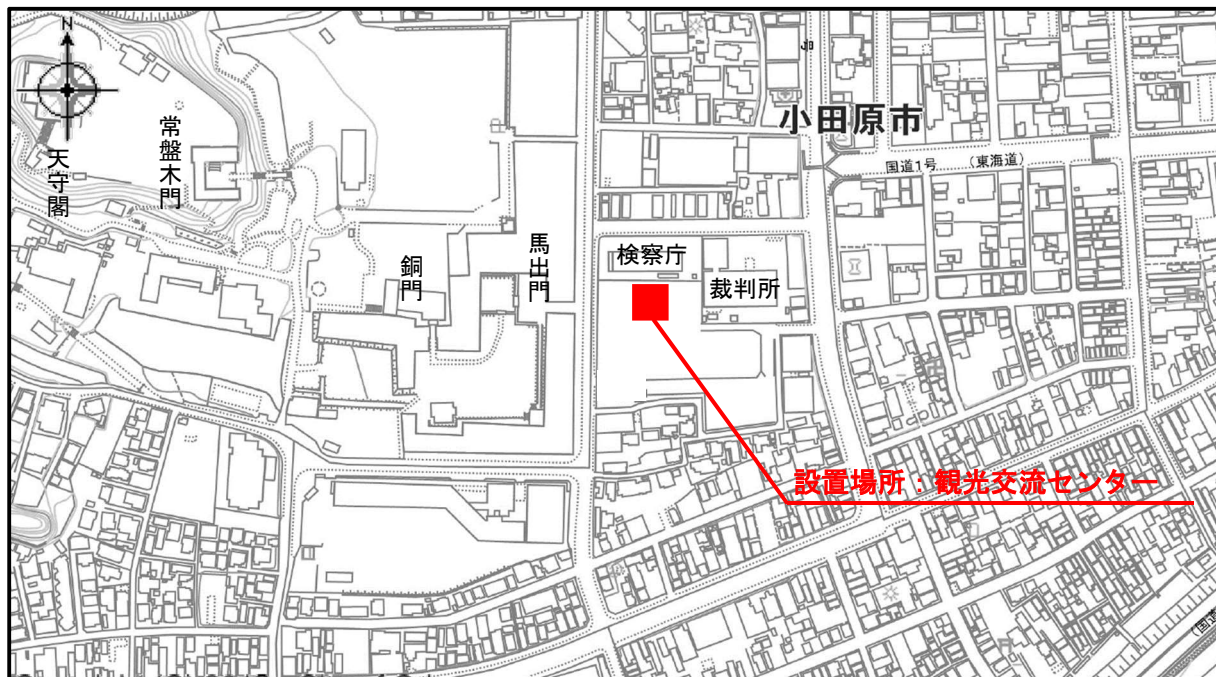 N
天守閣
常盤木門
銅門
馬出門
小田原市
国道1号
(東海道)
検察庁
裁判所
設置場所：観光交流センター
(国道